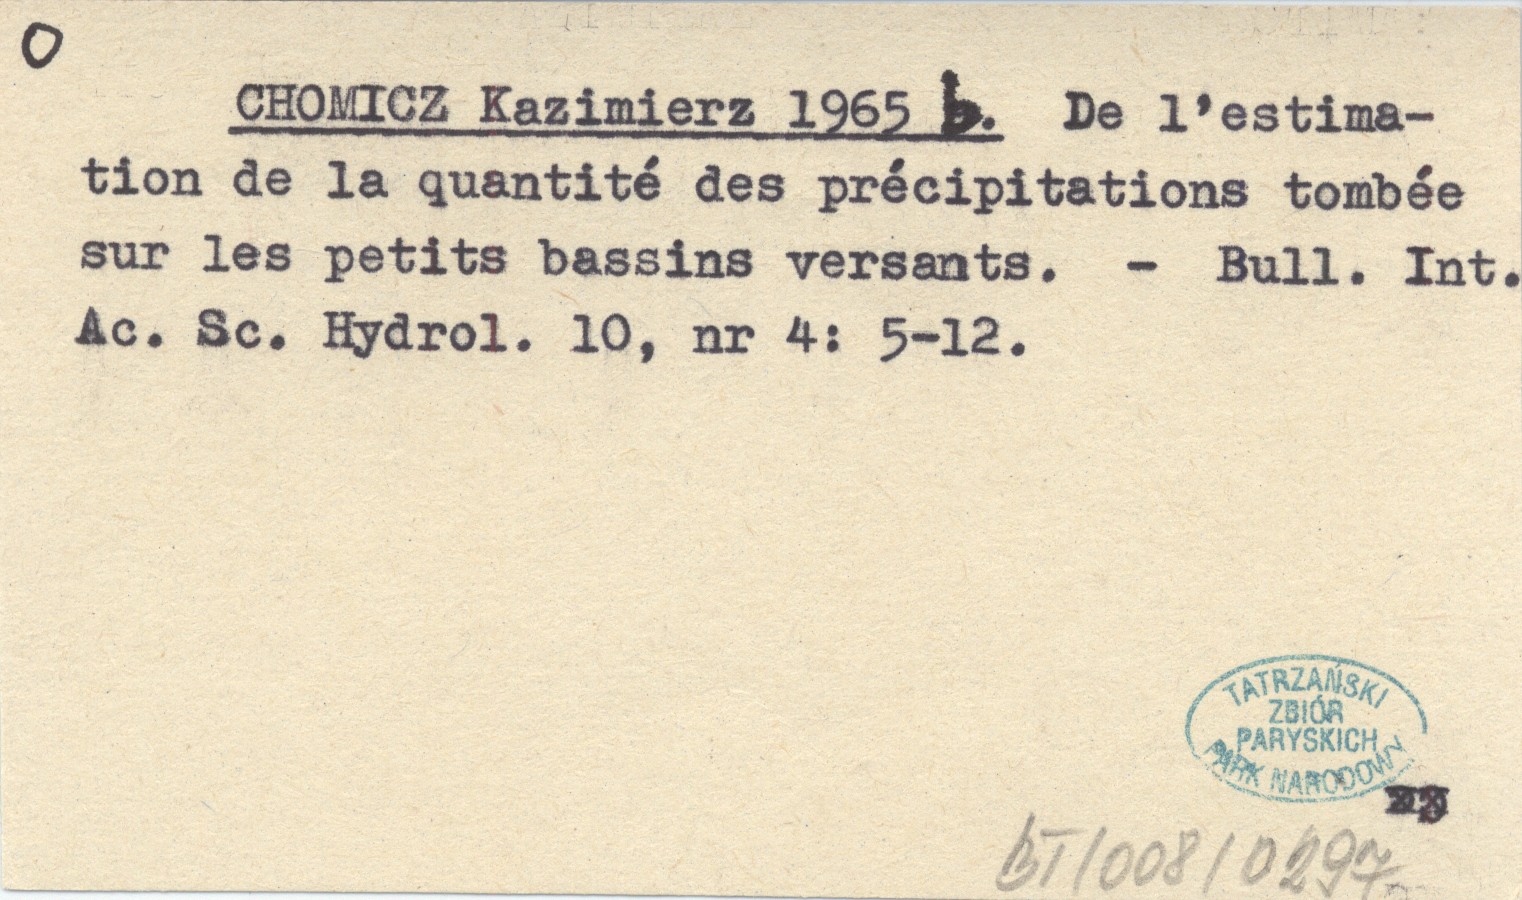 O
CHOMICZ Kazimierz 1965 b. De l'estima-
tion de la quantité des précipitations tombée
sur les petits bassins versants. - Bull. Int.
Ac. Sc. Hydrol. 10, nr 4: 5-12.
TATRZAŃSKI
ZBIÓR
PARYSKICH
PARK NARODOWY
BT/008/0297